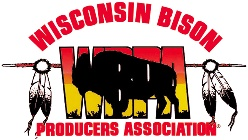 WISCONSIN BISON
WBPA
PRODUCERS ASSOCIATION®